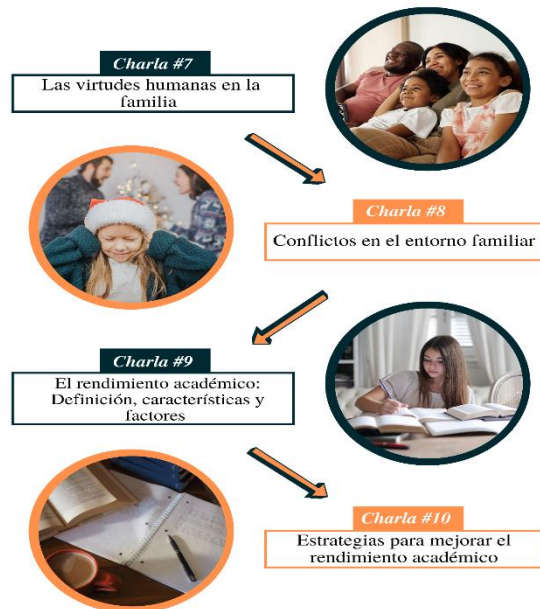 Charla #7
Las virtudes humanas en la
familia
Charla #8
Conflictos en el entorno familiar
Charla #9
El rendimiento académico:
Definición, características y
factores
Charla #10
Estrategias para mejorar el
rendimiento académico